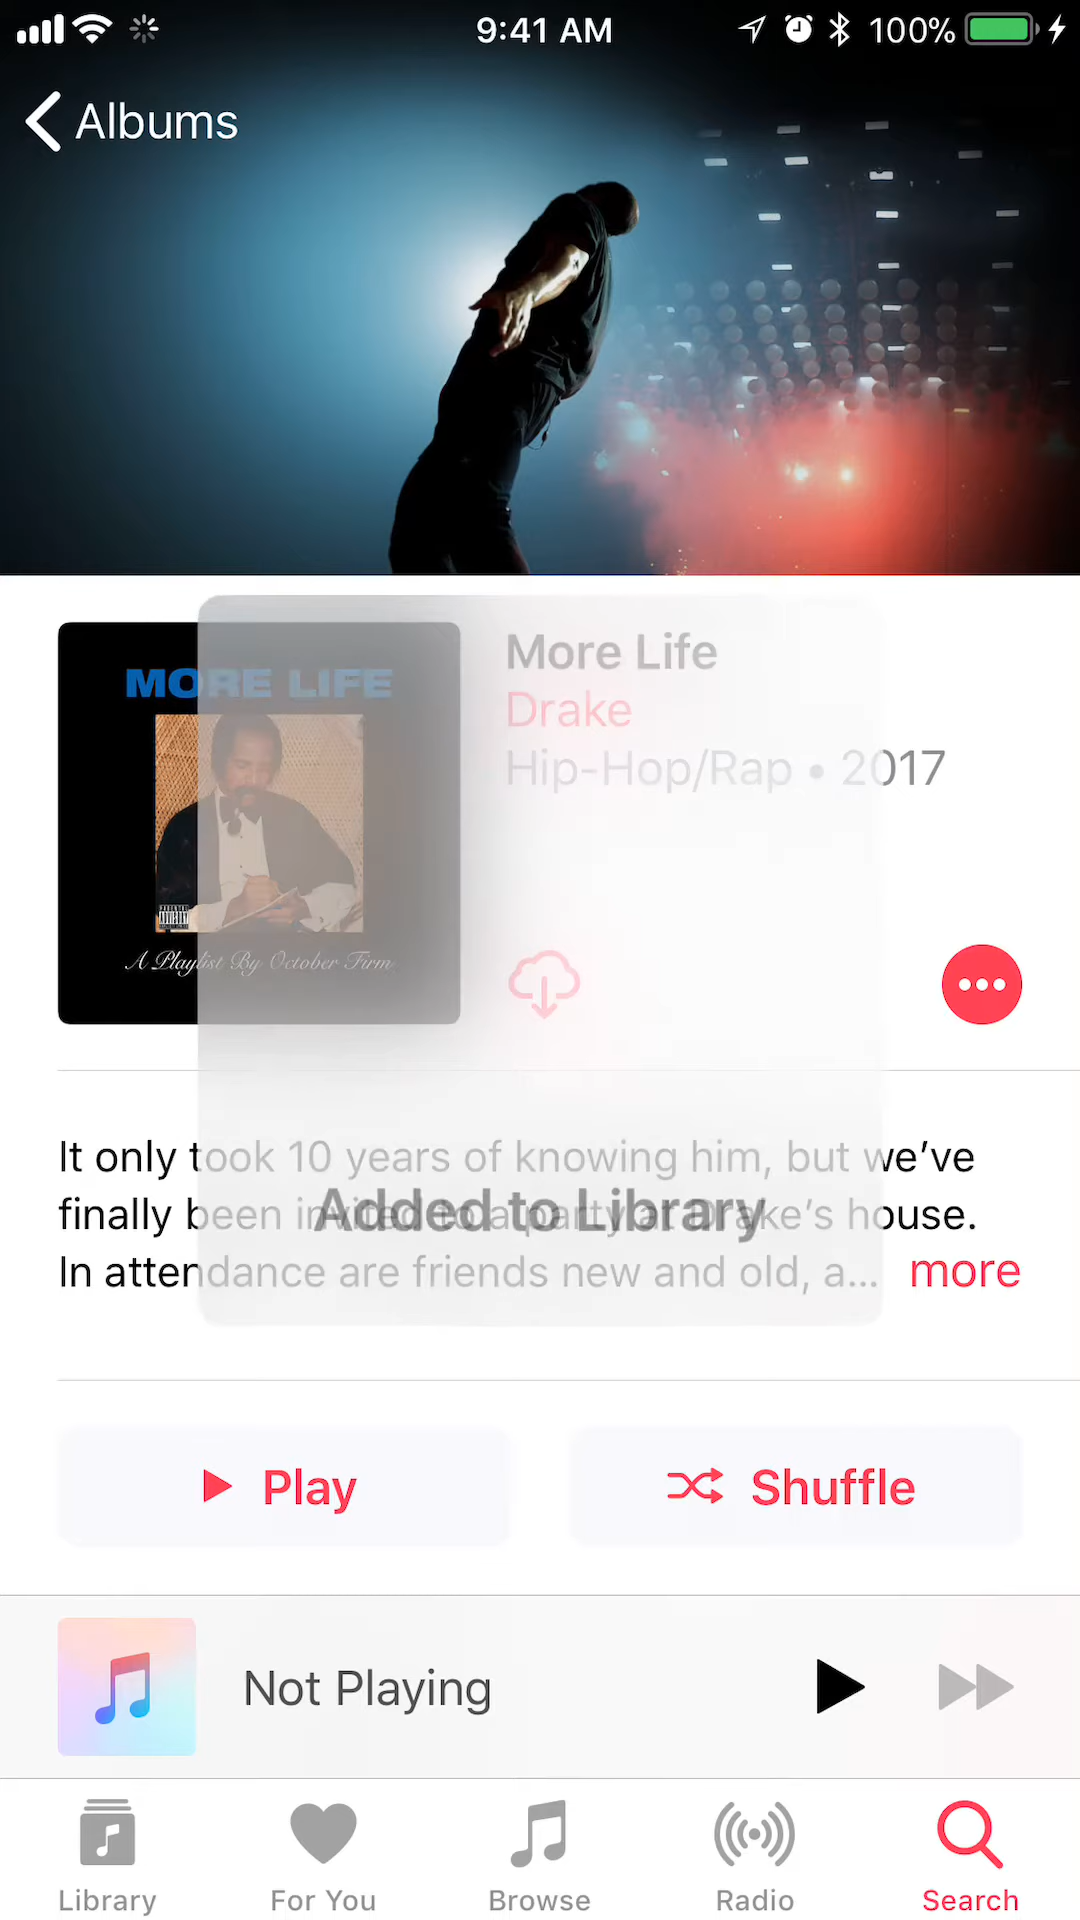 9:41 AM
100%
Albums
MORE LIFE
A Playlist By October Firm
PARENTAL
ADVISORY
More Life
Drake
Hip-Hop/Rap • 2017
It only took 10 years of knowing him, but we’ve
finally been invited to a party at Drake’s house.
In attendance are friends new and old, a... more
Added to Library
Play
Shuffle
Not Playing
Library
For You
Browse
Radio
Search